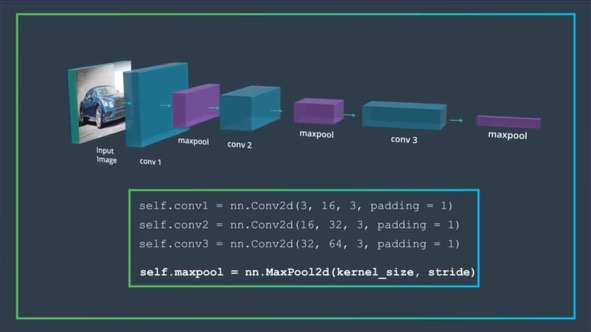 Input
Image
conv 1
maxpool
conv 2
maxpool
conv 3
maxpool
self.conv1 = nn.Conv2d(3, 16, 3, padding = 1)
self.conv2 = nn.Conv2d(16, 32, 3, padding = 1)
self.conv3 = nn.Conv2d(32, 64, 3, padding = 1)
self.maxpool = nn.MaxPool2d(kernel_size, stride)